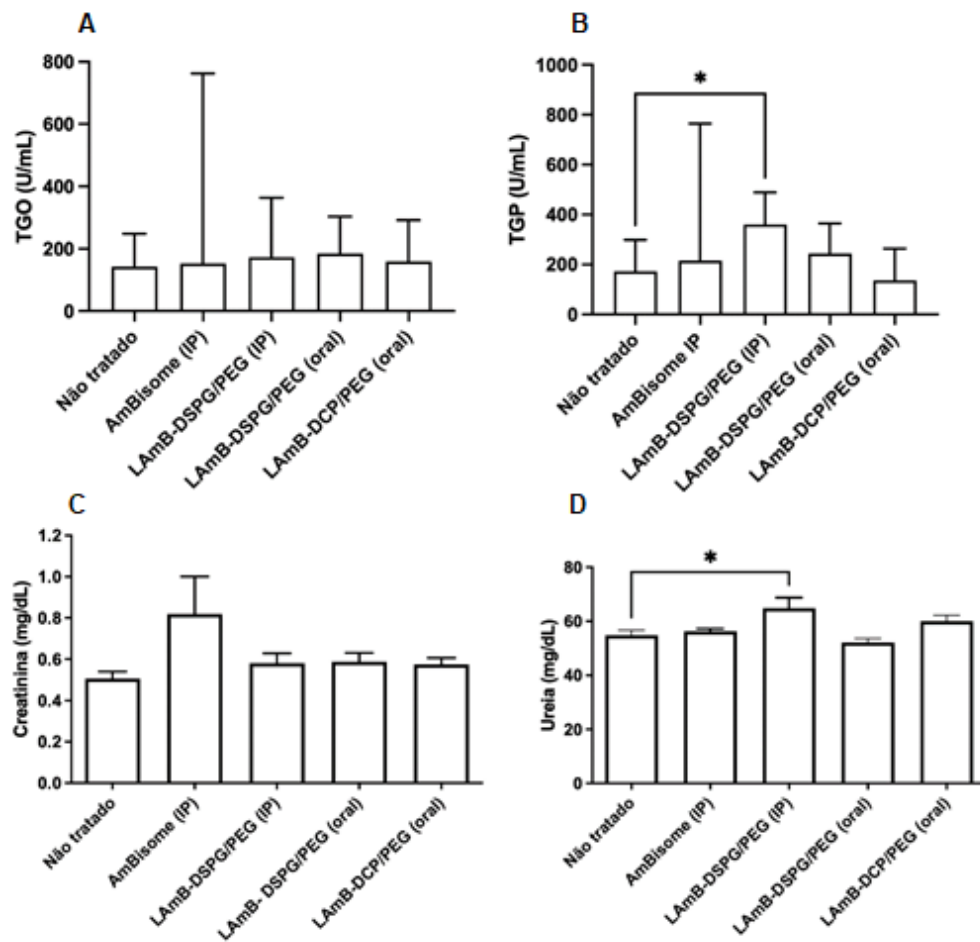 A
TGO (U/mL)
800
600
400
200
0
Não tratado
AmBisome (IP)
LAmB-DSPG/PEG (IP)
LAmB-DSPG/PEG (oral)
LAmB-DCP/PEG (oral)
B
TGP (U/mL)
1000
800
600
400
200
0
*
Não tratado
AmBisome IP
LAmB-DSPG/PEG (IP)
LAmB-DSPG/PEG (oral)
LAmB-DCP/PEG (oral)
C
Creatinina (mg/dL)
1.2
1.0
0.8
0.6
0.4
0.2
0.0
Não tratado
AmBisome (IP)
LAmB-DSPG/PEG (IP)
LAmB- DSPG/PEG (oral)
LAmB-DCP/PEG (oral)
D
Ureia (mg/dL)
80
60
40
20
0
*
Não tratado
AmBisome (IP)
LAmB-DSPG/PEG (IP)
LAmB-DSPG/PEG (oral)
LAmB-DCP/PEG (oral)